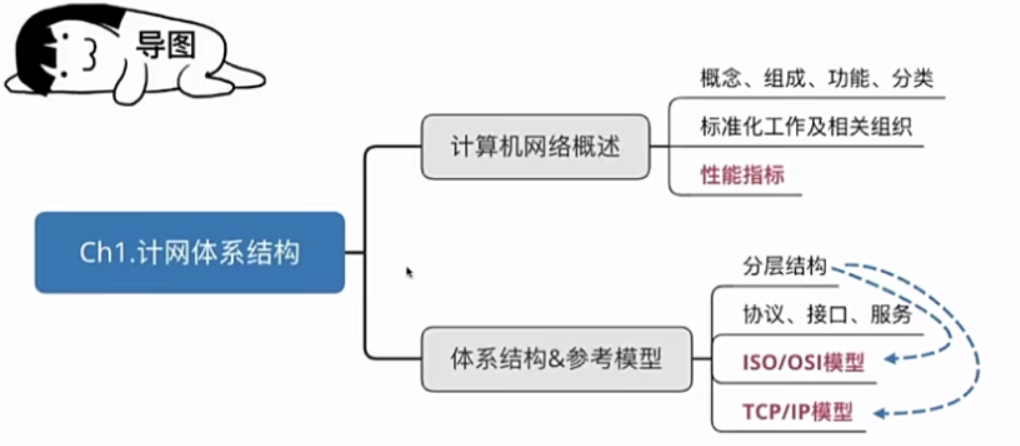 导图
概念、组成、功能、分类
计算机网络概述
标准化工作及相关组织
性能指标
Ch1.计网体系结构
分层结构
协议、接口、服务
体系结构&参考模型
ISO/OSI模型
TCP/IP模型